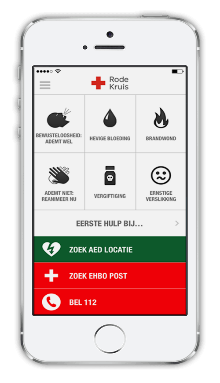 Rode
Kruis
BEWUSTELOOSHEID:
ADEMT WEL
HEVIGE BLOEDING
BRANDWOND
ADEMT NIET:
REANIMEER NU
VERGIFTIGING
ERNSTIGE
VERSLIKKING
EERSTE HULP BIJ...
ZOEK AED LOCATIE
ZOEK EHBO POST
BEL 112